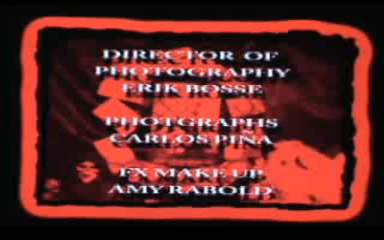 DIRECTOR OF
PHOTOGRAPHY
ERIK BOSSE
PHOTGRAPHS
CARLOS PIÑA
FX MAKE UP
AMY RABOLD